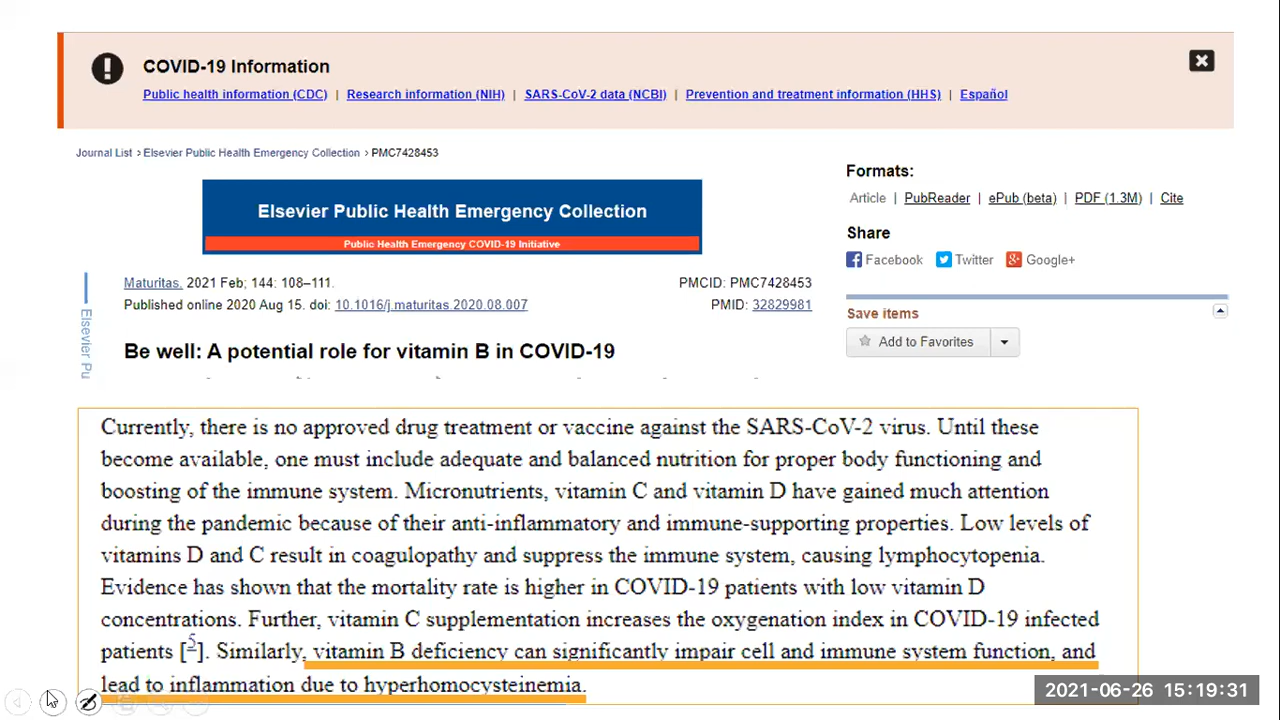 COVID-19 Information
Public health information (CDC) | Research information (NIH) | SARS-CoV-2 data (NCBI) | Prevention and treatment information (HHS) | Español
Journal List > Elsevier Public Health Emergency Collection > PMC7428453
Elsevier Public Health Emergency Collection
Public Health Emergency COVID-19 Initiative
Maturitas. 2021 Feb; 144: 108–111.
PMCID: PMC7428453
Published online 2020 Aug 15. doi: 10.1016/j.maturitas.2020.08.007
PMID: 32829981
Elsevier Pu
Be well: A potential role for vitamin B in COVID-19
Formats:
Article | PubReader | ePub (beta) | PDF (1.3M) | Cite
Share
Facebook Twitter Google+
Save items
Add to Favorites
Currently, there is no approved drug treatment or vaccine against the SARS-CoV-2 virus. Until these
become available, one must include adequate and balanced nutrition for proper body functioning and
boosting of the immune system. Micronutrients, vitamin C and vitamin D have gained much attention
during the pandemic because of their anti-inflammatory and immune-supporting properties. Low levels of
vitamins D and C result in coagulopathy and suppress the immune system, causing lymphocytopenia.
Evidence has shown that the mortality rate is higher in COVID-19 patients with low vitamin D
concentrations. Further, vitamin C supplementation increases the oxygenation index in COVID-19 infected
patients [5]. Similarly, vitamin B deficiency can significantly impair cell and immune system function, and
lead to inflammation due to hyperhomocysteinemia.
2021-06-26 15:19:31